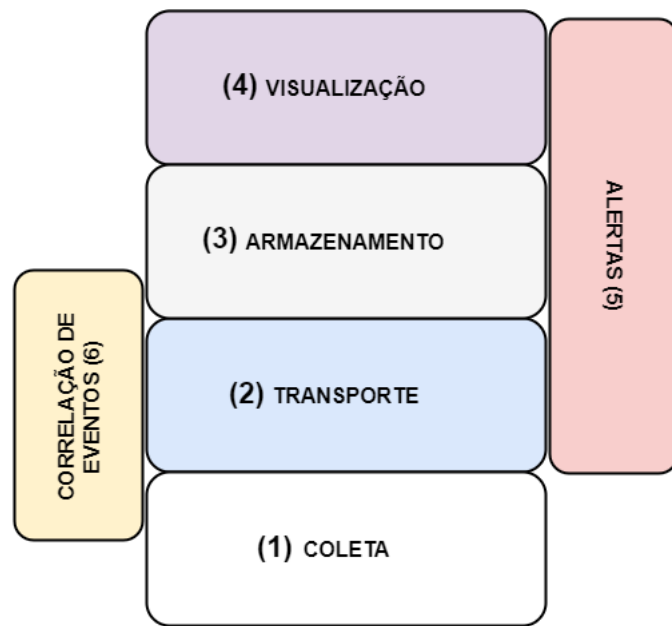 (4) VISUALIZAÇÃO
(3) ARMAZENAMENTO
(2) TRANSPORTE
(1) COLETA
ALERTAS (5)
CORRELAÇÃO DE
EVENTOS (6)